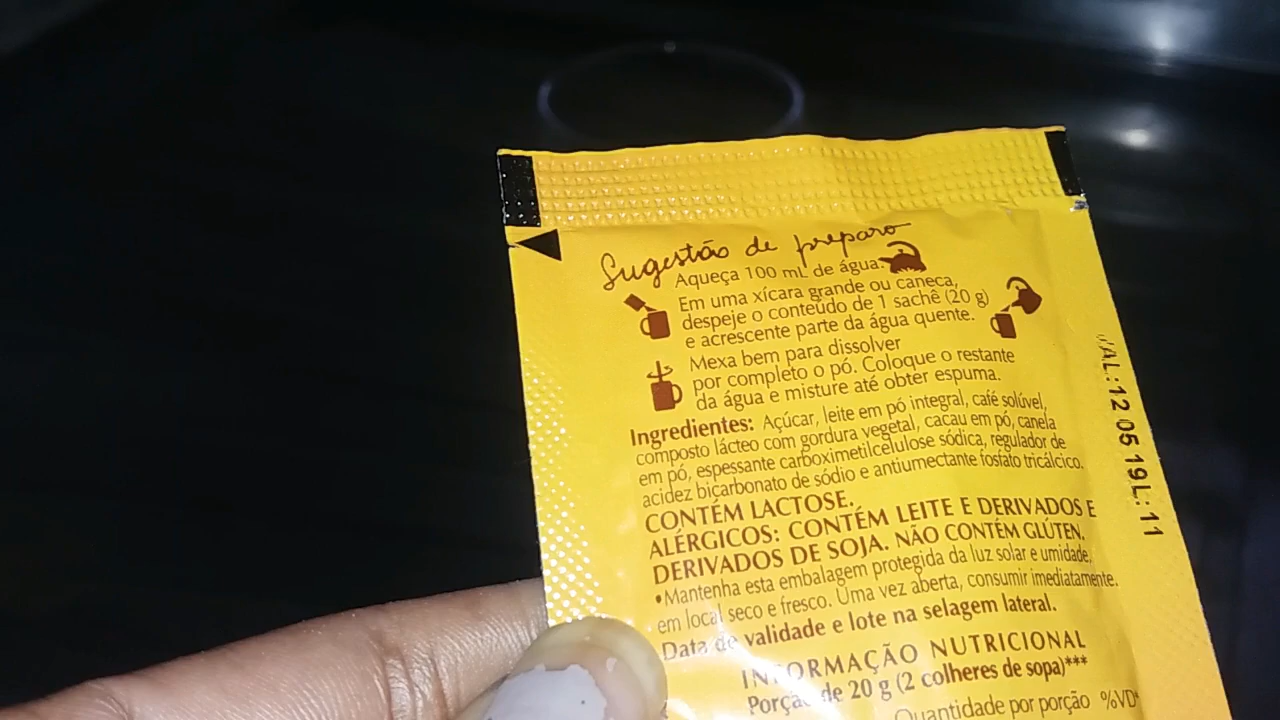 Sugestão de preparo
Aqueça 100 mL de água.
Em uma xícara grande ou caneca,
despeje o conteúdo de 1 sachê (20 g)
e acrescente parte da água quente.
Mexa bem para dissolver
por completo o pó. Coloque o restante
da água e misture até obter espuma.
Ingredientes: Açúcar, leite em pó integral, café solúvel,
composto lácteo com gordura vegetal, cacau em pó, canela
em pó, espessante carboximetilcelulose sódica, regulador de
acidez bicarbonato de sódio e antiumectante fosfato tricálcico.
CONTÉM LACTOSE.
ALÉRGICOS: CONTÉM LEITE E DERIVADOS E
DERIVADOS DE SOJA. NÃO CONTÉM GLÚTEN.
•Mantenha esta embalagem protegida da luz solar e umidade,
em local seco e fresco. Uma vez aberta, consumir imediatamente.
Data de validade e lote na selagem lateral.
INFORMAÇÃO NUTRICIONAL
Porção de 20 g (2 colheres de sopa)***
Quantidade por porção %VD*
VAL:12 05 19L:11